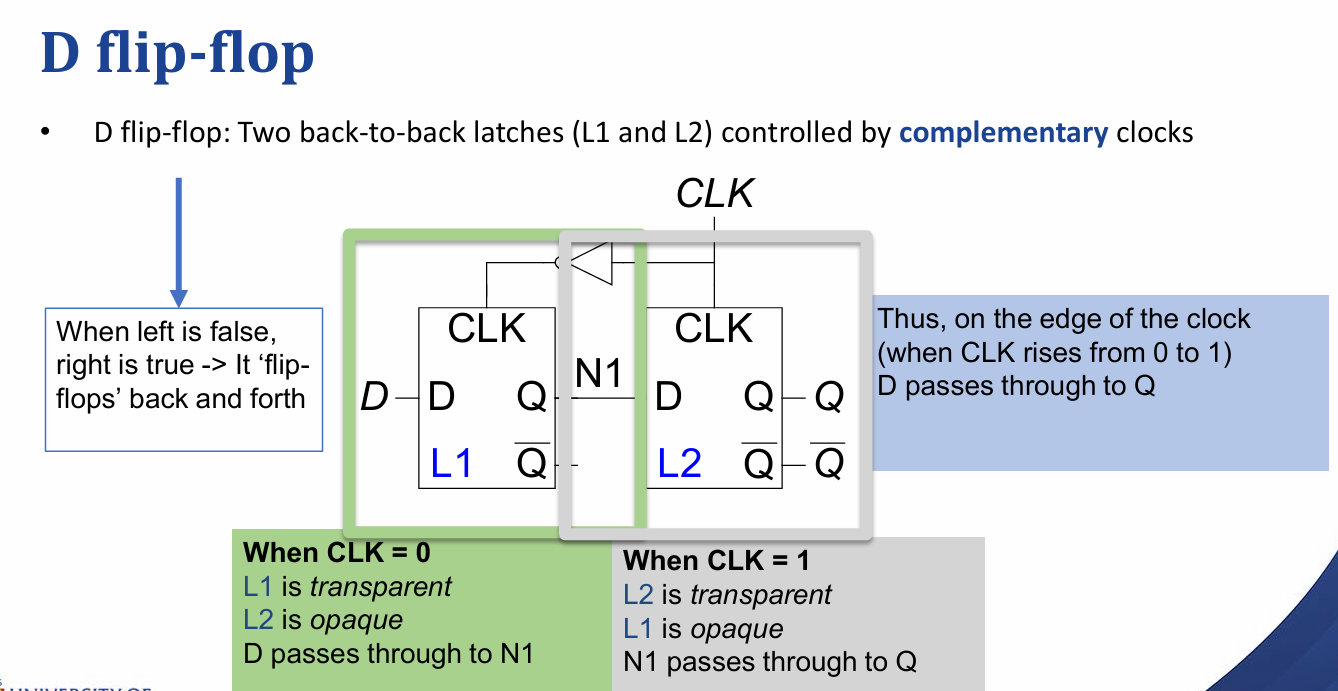 D flip-flop
• D flip-flop: Two back-to-back latches (L1 and L2) controlled by complementary clocks
CLK
When left is false,
right is true -> It ‘flip-
flops’ back and forth
CLK
CLK
N1
D
D
Q
D
Q
Q
L1
Q̅
L2
Q̅
Q̅
Thus, on the edge of the clock
(when CLK rises from 0 to 1)
D passes through to Q
When CLK = 0
L1 is transparent
L2 is opaque
D passes through to N1
When CLK = 1
L2 is transparent
L1 is opaque
N1 passes through to Q
UNIVERSITY OF